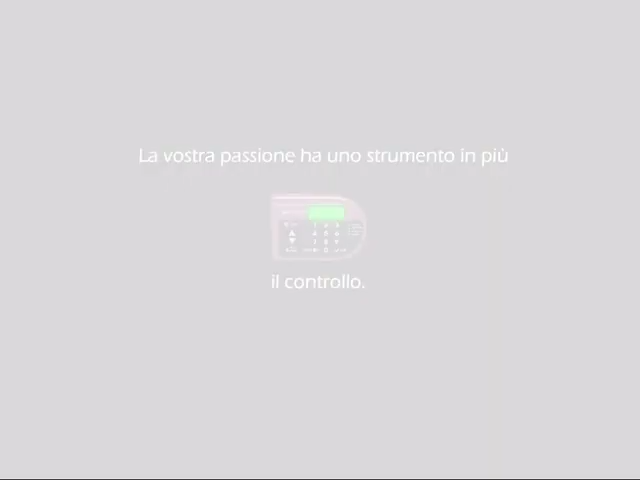 La vostra passione ha uno strumento in più
il controllo.